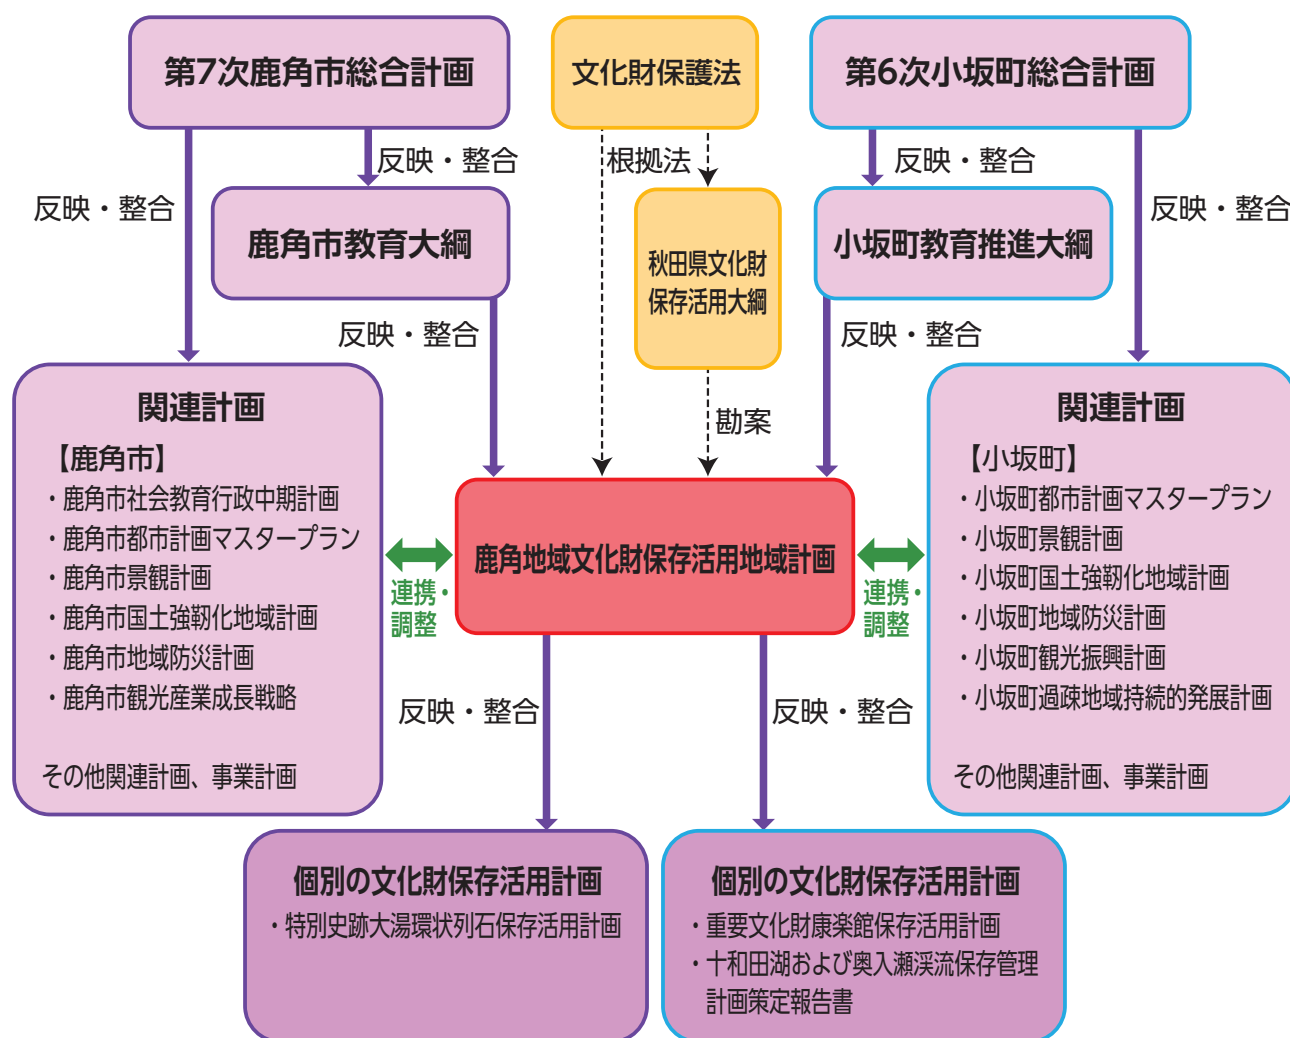 第7次鹿角市総合計画
文化財保護法
第6次小坂町総合計画
反映・整合
反映・整合
根拠法
反映・整合
反映・整合
鹿角市教育大綱
秋田県文化財
保存活用大綱
小坂町教育推進大綱
反映・整合
反映・整合
勘案
関連計画
【鹿角市】
・鹿角市社会教育行政中期計画
・鹿角市都市計画マスタープラン
・鹿角市景観計画
・鹿角市国土強靱化地域計画
・鹿角市地域防災計画
・鹿角市観光産業成長戦略
その他関連計画、事業計画
連携・
調整
鹿角地域文化財保存活用地域計画
連携・
調整
関連計画
【小坂町】
・小坂町都市計画マスタープラン
・小坂町景観計画
・小坂町国土強靱化地域計画
・小坂町地域防災計画
・小坂町観光振興計画
・小坂町過疎地域持続的発展計画
その他関連計画、事業計画
反映・整合
反映・整合
個別の文化財保存活用計画
・特別史跡大湯環状列石保存活用計画
個別の文化財保存活用計画
・重要文化財康楽館保存活用計画
・十和田湖および奥入瀬渓流保存管理
計画策定報告書